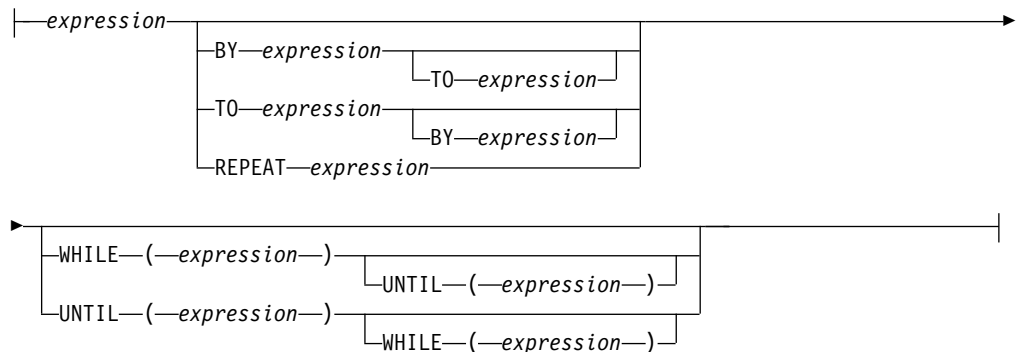 expression
BY expression
TO expression
TO expression
BY expression
REPEAT expression
WHILE ( expression )
UNTIL ( expression )
UNTIL ( expression )
WHILE ( expression )